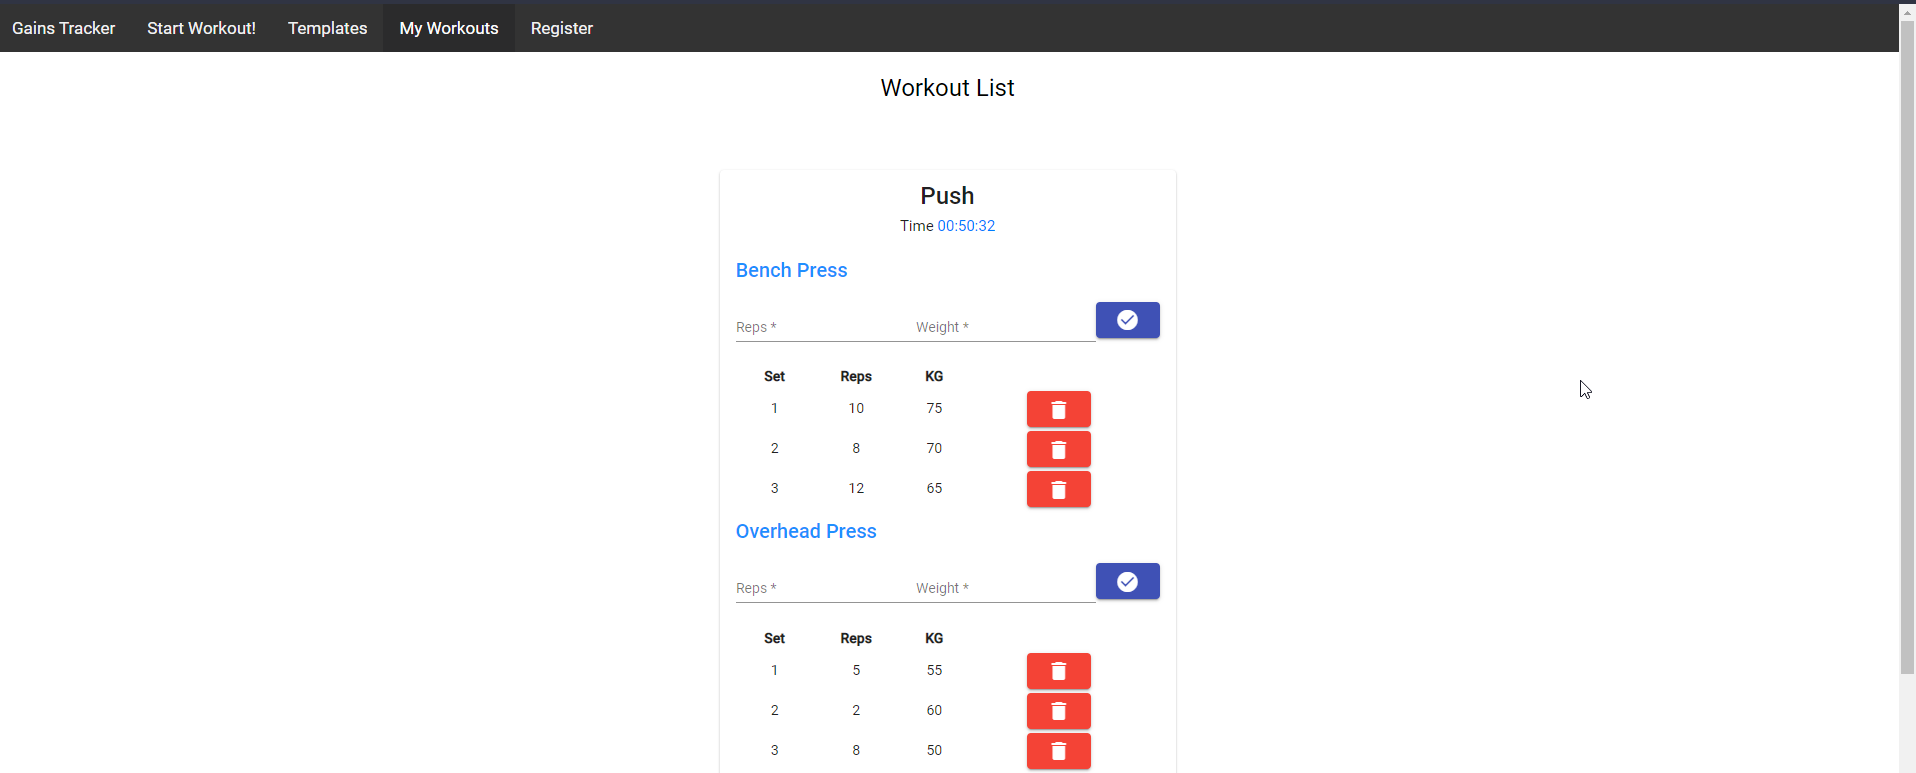 Gains Tracker Start Workout! Templates My Workouts Register
Workout List
Push
Time 00:50:32
Bench Press
Reps * Weight *
Set Reps KG
1 10 75
2 8 70
3 12 65
Overhead Press
Reps * Weight *
Set Reps KG
1 5 55
2 2 60
3 8 50